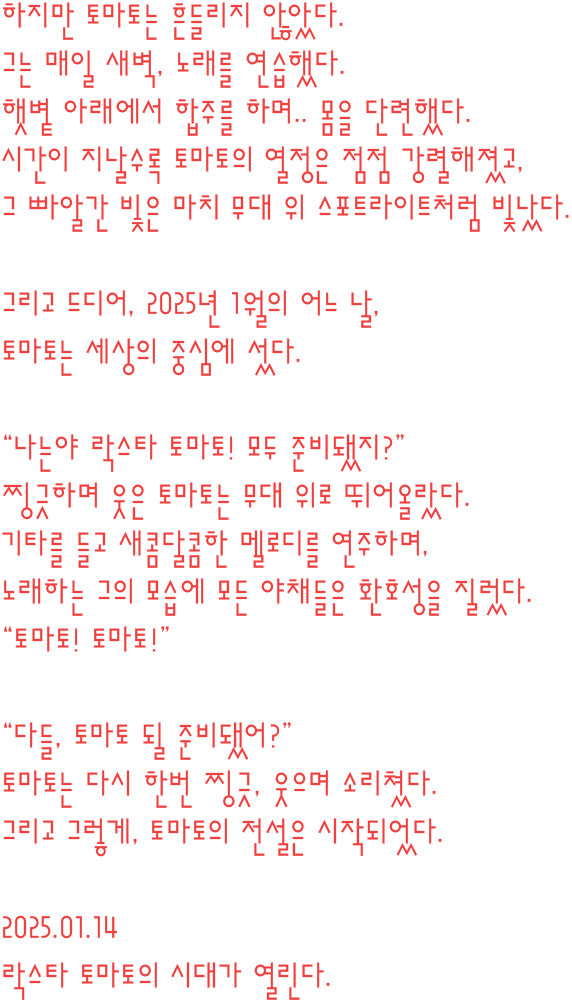 하지만 토마토는 흔들리지 않았다.
그는 매일 새벽, 노래를 연습했다.
햇볕 아래에서 합주를 하며.. 몸을 단련했다.
시간이 지날수록 토마토의 열정은 점점 강렬해졌고,
그 빠알간 빛은 마치 무대 위 스포트라이트처럼 빛났다.
그리고 드디어, 2025년 1월의 어느 날,
토마토는 세상의 중심에 섰다.
“나는야 락스타 토마토! 모두 준비됐지?”
찡긋하며 웃은 토마토는 무대 위로 뛰어올랐다.
기타를 들고 새콤달콤한 멜로디를 연주하며,
노래하는 그의 모습에 모든 야채들은 환호성을 질렀다.
“토마토! 토마토!”
“다들, 토마토 될 준비됐어?”
토마토는 다시 한번 찡긋, 웃으며 소리쳤다.
그리고 그렇게, 토마토의 전설은 시작되었다.
2025.01.14
락스타 토마토의 시대가 열린다.